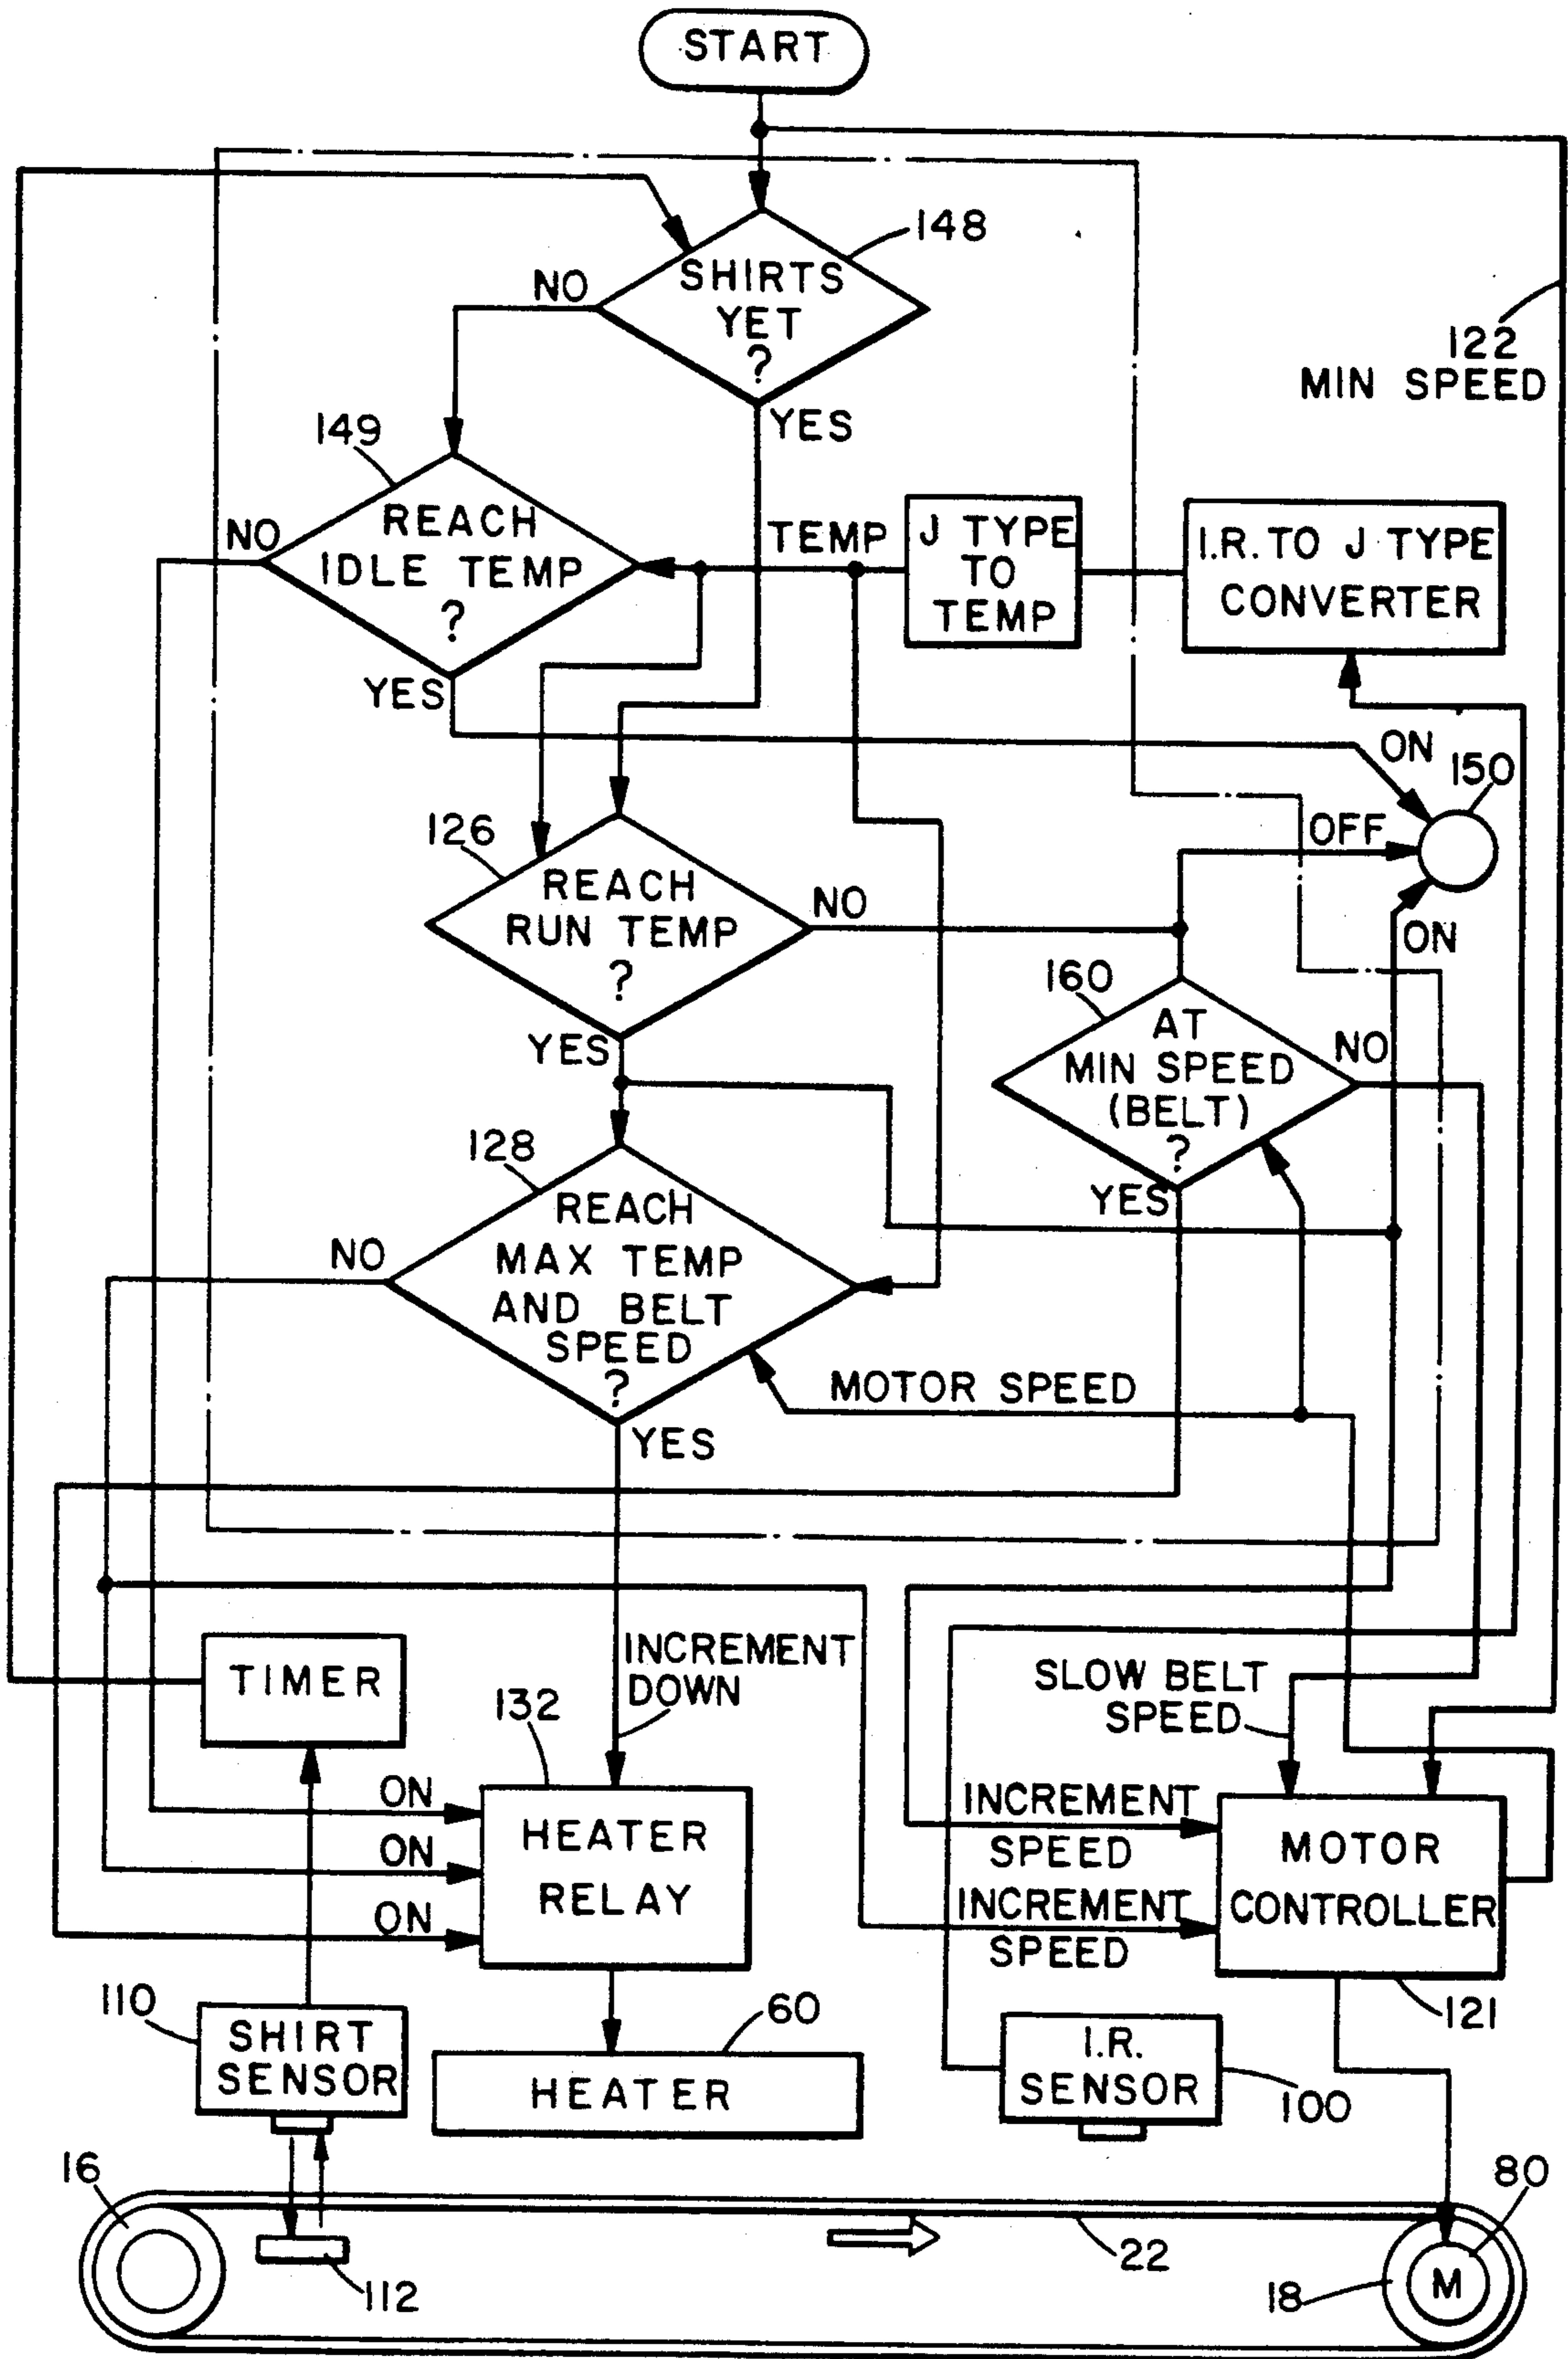 START
148
SHIRTS
YET
?
NO
YES
122
MIN SPEED
149
REACH
IDLE TEMP
?
NO
YES
TEMP
J TYPE
TO
TEMP
I.R. TO J TYPE
CONVERTER
ON
150
OFF
ON
126
REACH
RUN TEMP
?
NO
YES
160
AT
MIN SPEED
(BELT)
?
NO
YES
128
REACH
MAX TEMP
AND BELT
SPEED
?
NO
YES
MOTOR SPEED
TIMER
INCREMENT
DOWN
132
SLOW BELT
SPEED
ON
ON
ON
HEATER
RELAY
INCREMENT
SPEED
INCREMENT
SPEED
MOTOR
CONTROLLER
121
110
SHIRT
SENSOR
60
HEATER
I.R.
SENSOR
100
16
112
22
80
18
M